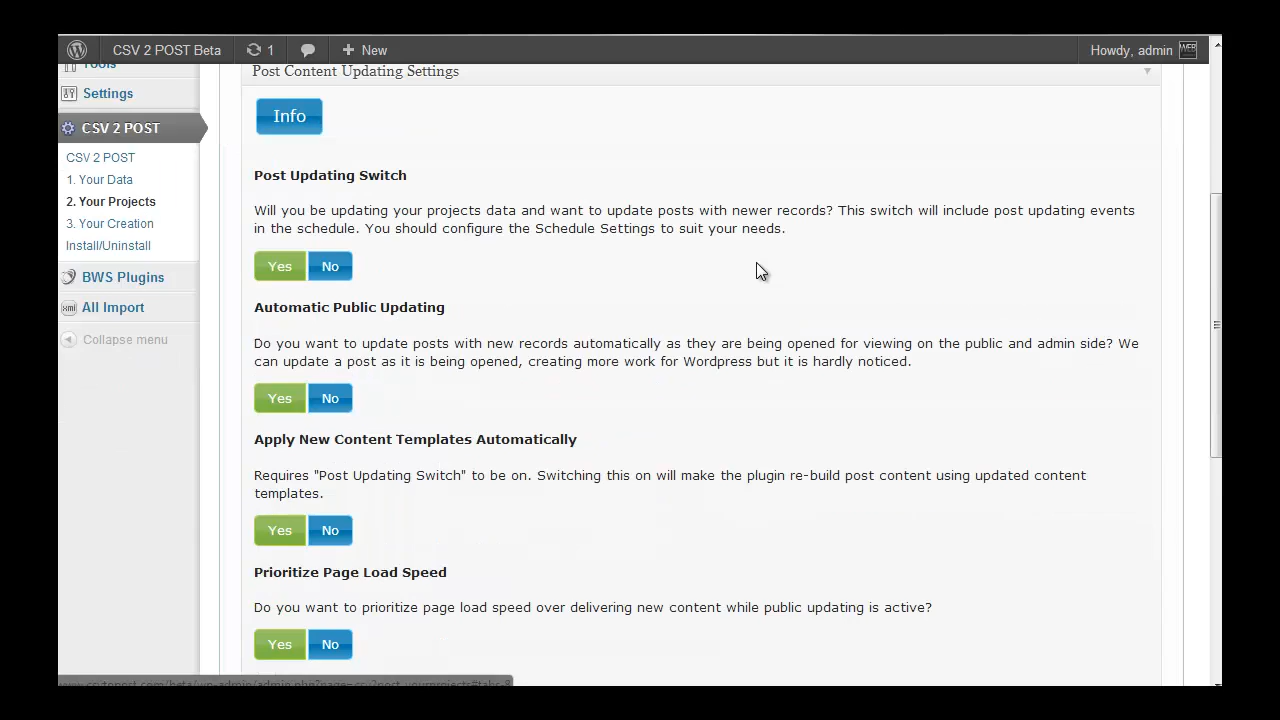 CSV 2 POST Beta
1
New
Howdy, admin
Tools
Settings
CSV 2 POST
CSV 2 POST
1. Your Data
2. Your Projects
3. Your Creation
Install/Uninstall
BWS Plugins
All Import
Collapse menu
Post Content Updating Settings
Info
Post Updating Switch
Will you be updating your projects data and want to update posts with newer records? This switch will include post updating events
in the schedule. You should configure the Schedule Settings to suit your needs.
Yes No
Automatic Public Updating
Do you want to update posts with new records automatically as they are being opened for viewing on the public and admin side? We
can update a post as it is being opened, creating more work for Wordpress but it is hardly noticed.
Yes No
Apply New Content Templates Automatically
Requires "Post Updating Switch" to be on. Switching this on will make the plugin re-build post content using updated content
templates.
Yes No
Prioritize Page Load Speed
Do you want to prioritize page load speed over delivering new content while public updating is active?
Yes No